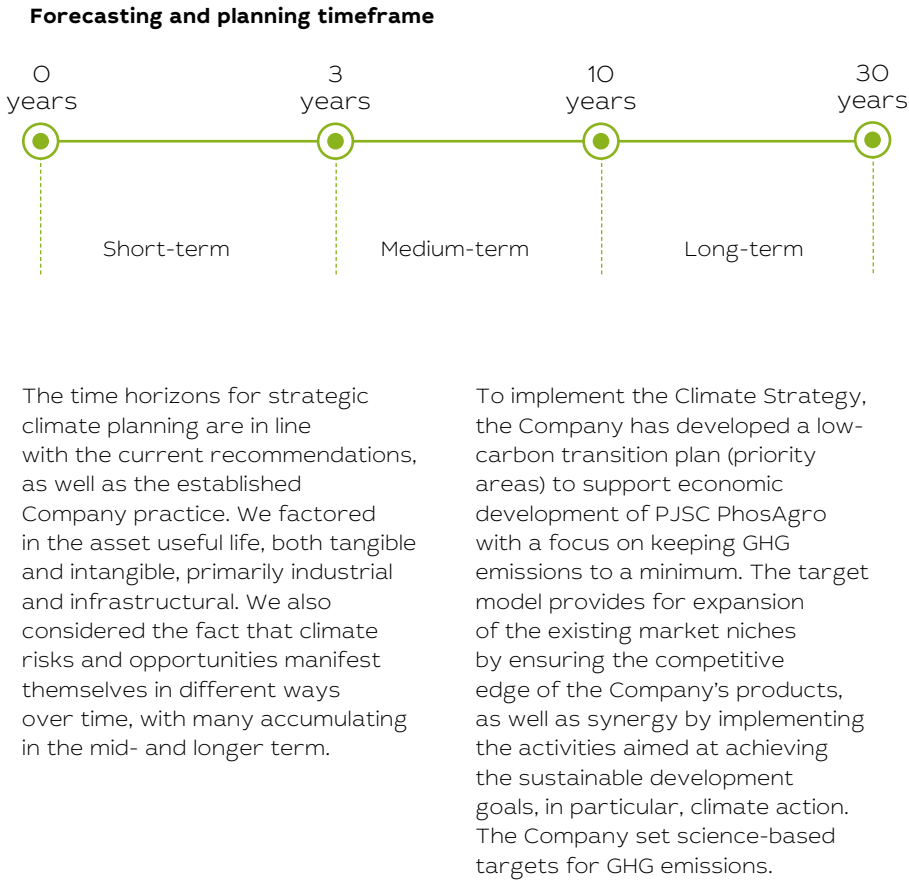 Forecasting and planning timeframe
0
years
3
years
10
years
30
years
Short-term
Medium-term
Long-term
The time horizons for strategic
climate planning are in line
with the current recommendations,
as well as the established
Company practice. We factored
in the asset useful life, both tangible
and intangible, primarily industrial
and infrastructural. We also
considered the fact that climate
risks and opportunities manifest
themselves in different ways
over time, with many accumulating
in the mid- and longer term.
To implement the Climate Strategy,
the Company has developed a low-
carbon transition plan (priority
areas) to support economic
development of PJSC PhosAgro
with a focus on keeping GHG
emissions to a minimum. The target
model provides for expansion
of the existing market niches
by ensuring the competitive
edge of the Company’s products,
as well as synergy by implementing
the activities aimed at achieving
the sustainable development
goals, in particular, climate action.
The Company set science-based
targets for GHG emissions.